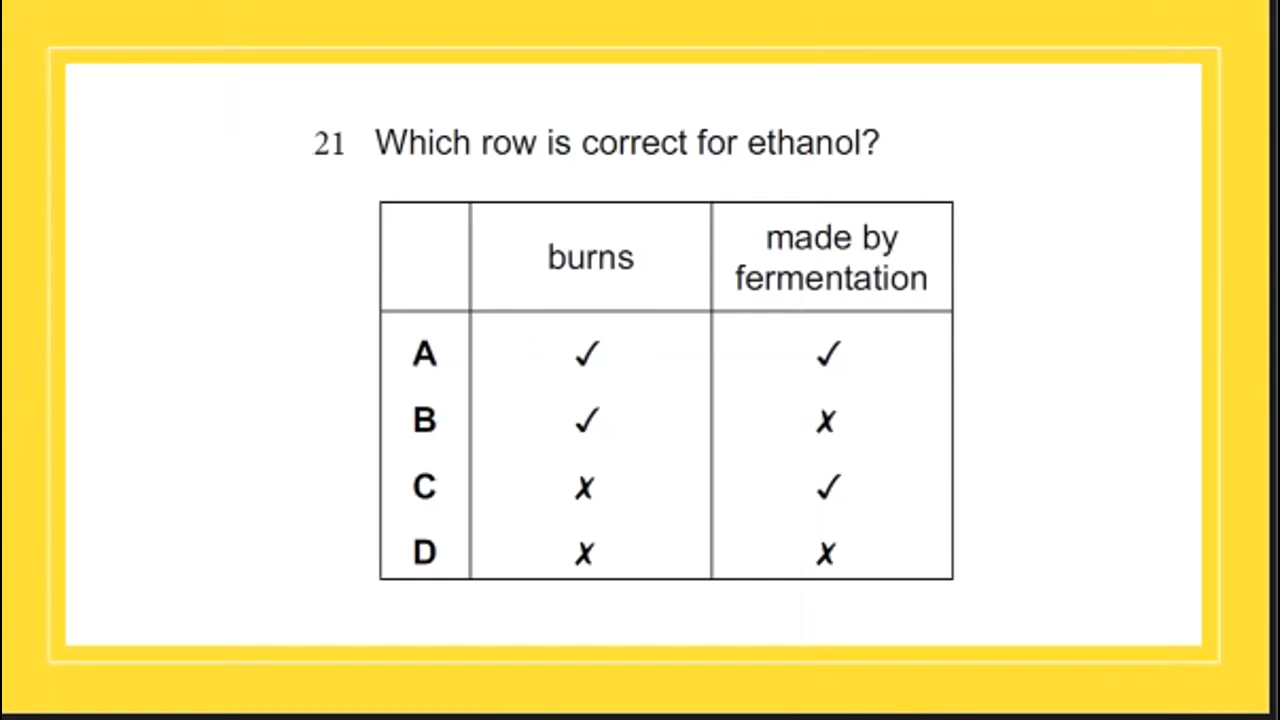 21 Which row is correct for ethanol?
burns
made by
fermentation
A ✓ ✓
B ✓ ✗
C ✗ ✓
D ✗ ✗